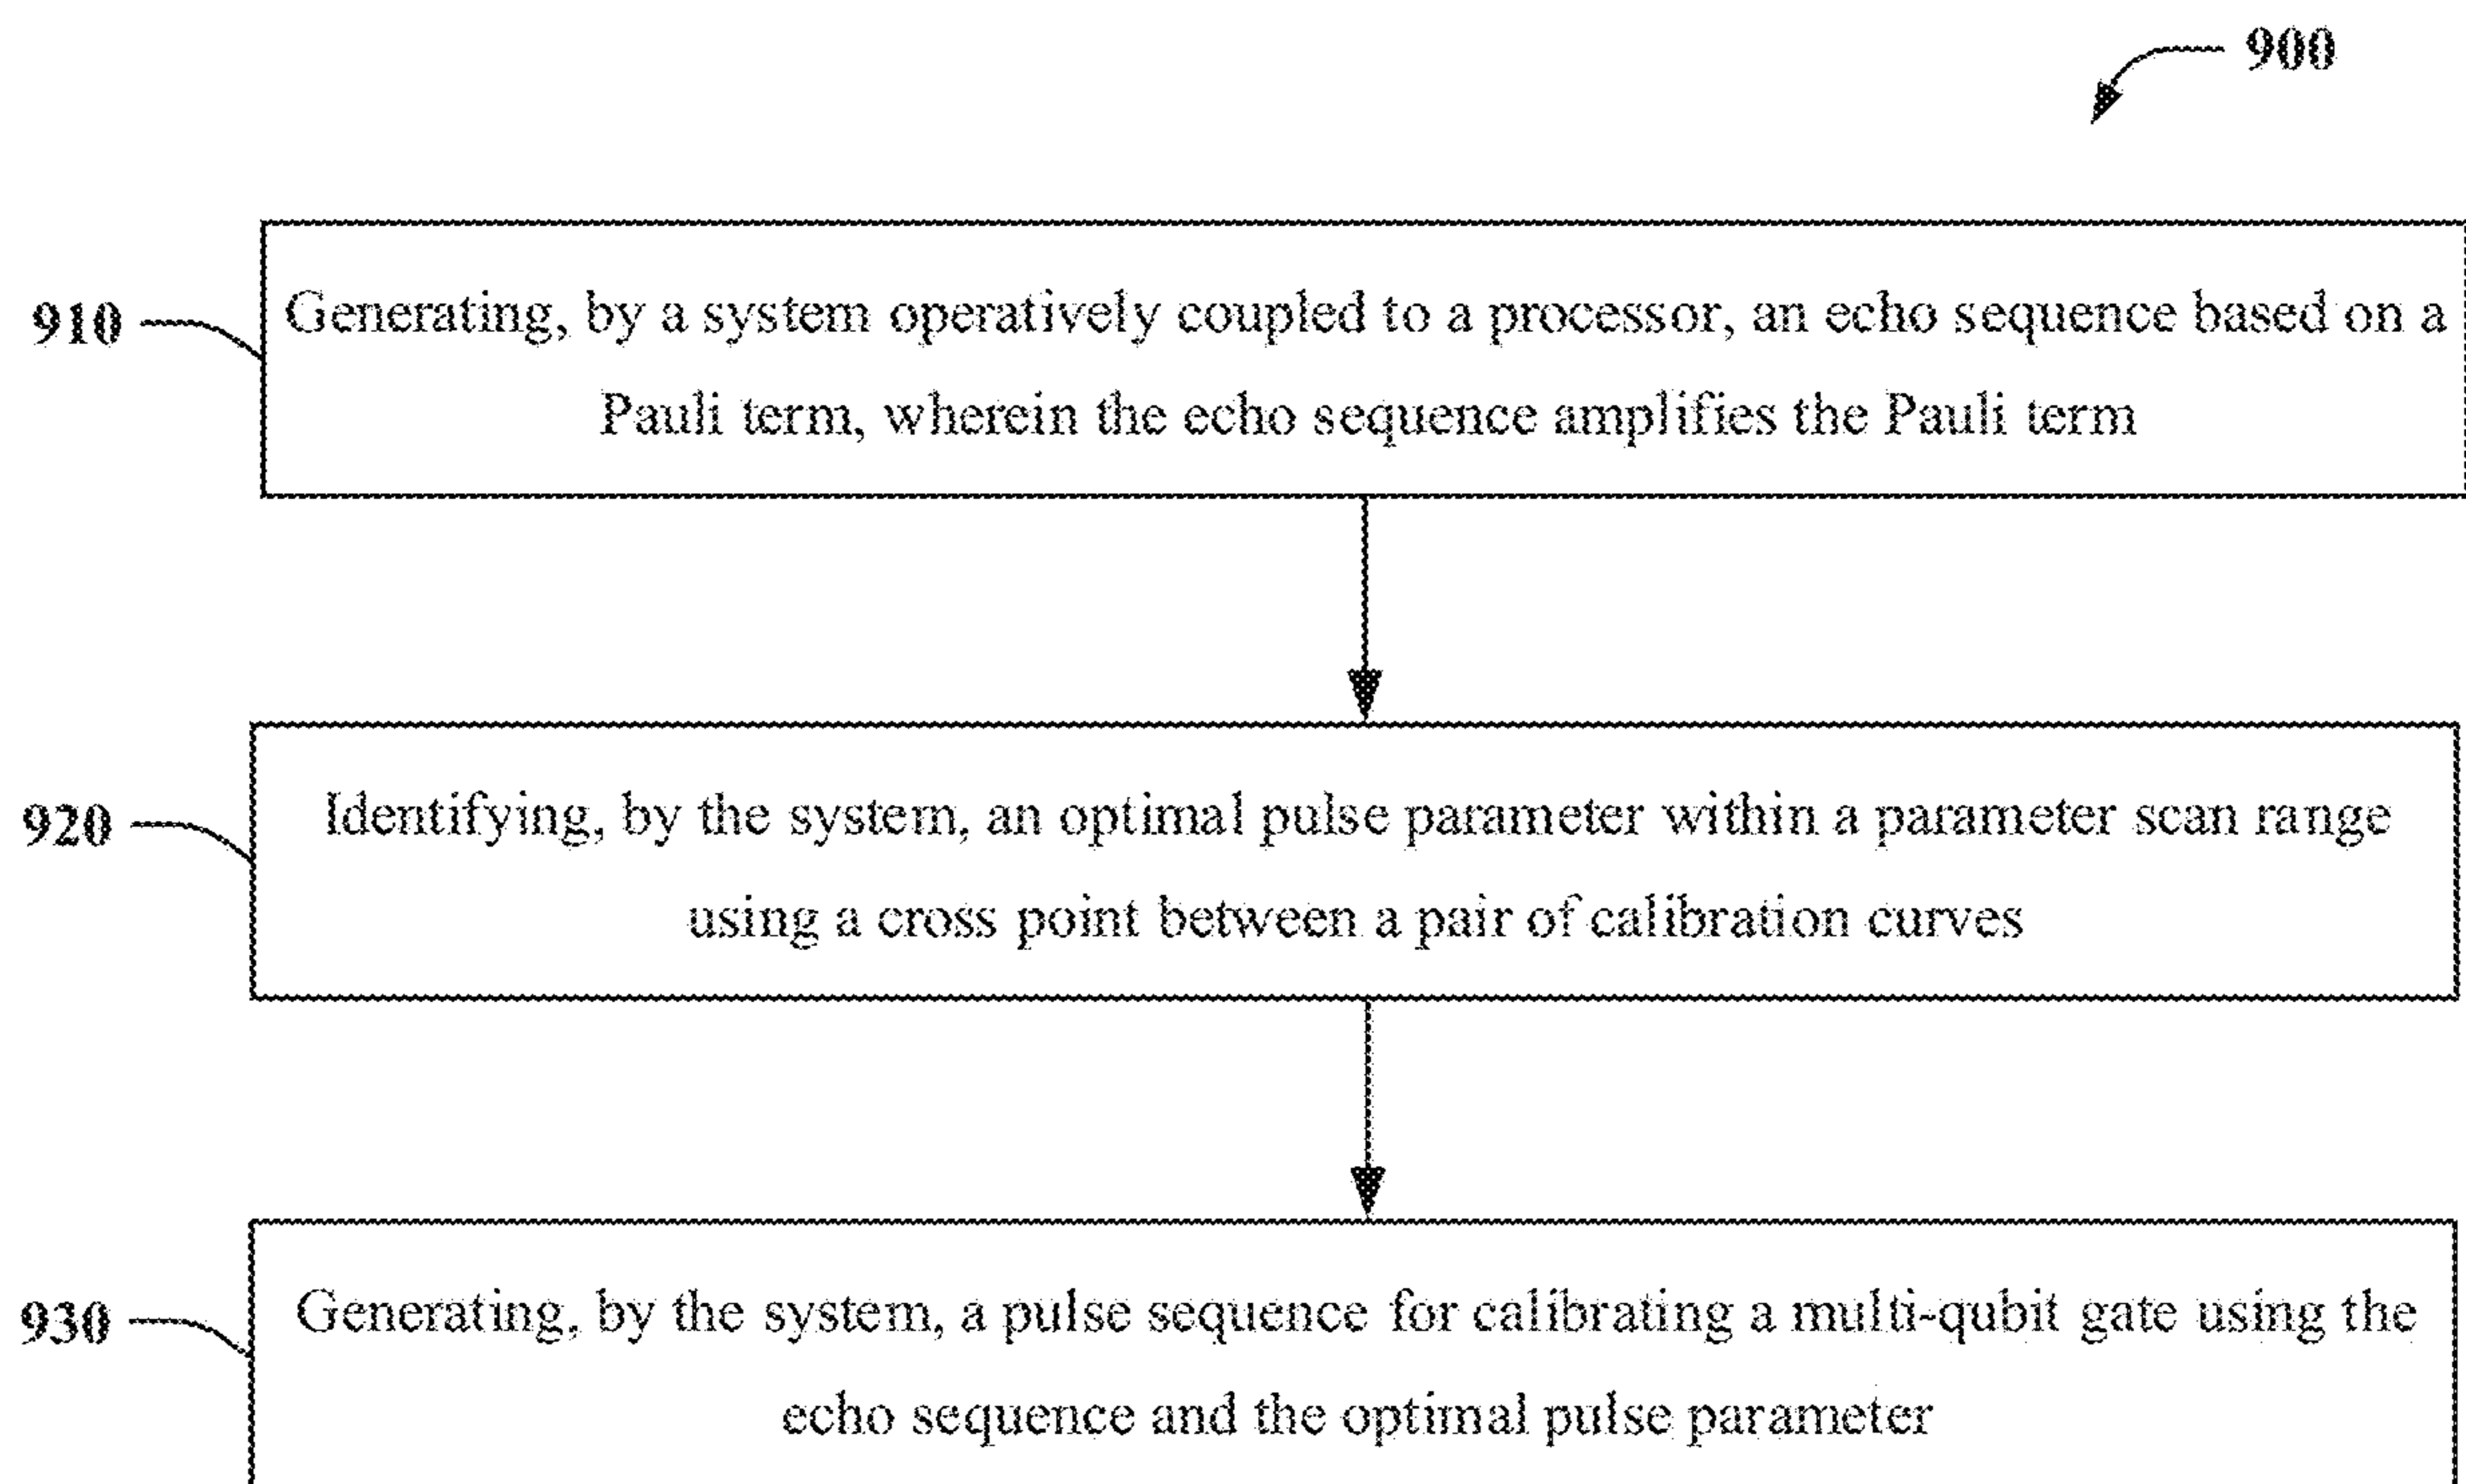 900
910
Generating, by a system operatively coupled to a processor, an echo sequence based on a
Pauli term, wherein the echo sequence amplifies the Pauli term
920
Identifying, by the system, an optimal pulse parameter within a parameter scan range
using a cross point between a pair of calibration curves
930
Generating, by the system, a pulse sequence for calibrating a multi-qubit gate using the
echo sequence and the optimal pulse parameter